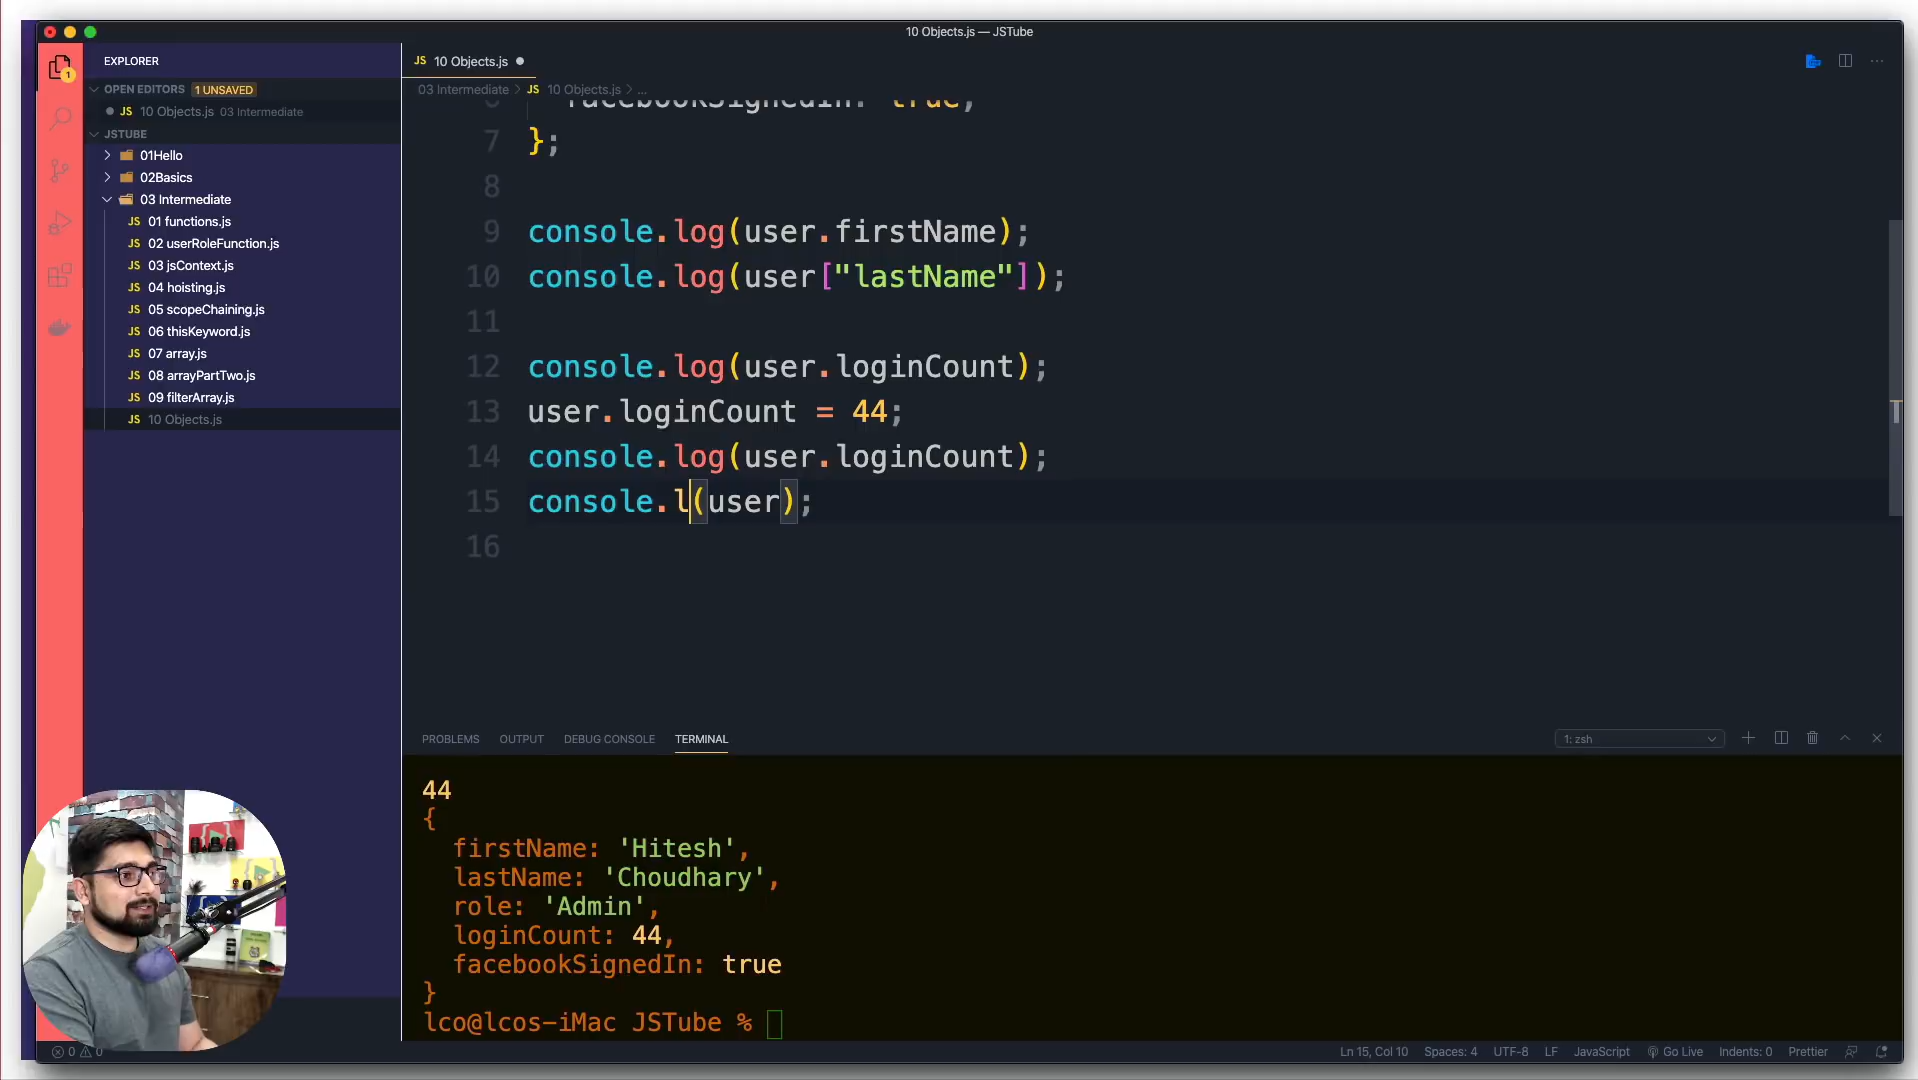 10 Objects.js — JSTube
EXPLORER
OPEN EDITORS 1 UNSAVED
JS 10 Objects.js 03 Intermediate
JSTUBE
01Hello
02Basics
03 Intermediate
JS 01 functions.js
JS 02 userRoleFunction.js
JS 03 jsContext.js
JS 04 hoisting.js
JS 05 scopeChaining.js
JS 06 thisKeyword.js
JS 07 array.js
JS 08 arrayPartTwo.js
JS 09 filterArray.js
JS 10 Objects.js
1
JS 10 Objects.js
03 Intermediate > JS 10 Objects.js > ...
6 facebookSignedIn: true,
7 };
8
9 console.log(user.firstName);
10 console.log(user["lastName"]);
11
12 console.log(user.loginCount);
13 user.loginCount = 44;
14 console.log(user.loginCount);
15 console.l(user);
16
PROBLEMS OUTPUT DEBUG CONSOLE TERMINAL 1: zsh
44
{
firstName: 'Hitesh',
lastName: 'Choudhary',
role: 'Admin',
loginCount: 44,
facebookSignedIn: true
}
lco@lcos-iMac JSTube %
0 0 Ln 15, Col 10 Spaces: 4 UTF-8 LF JavaScript Go Live Indents: 0 Prettier